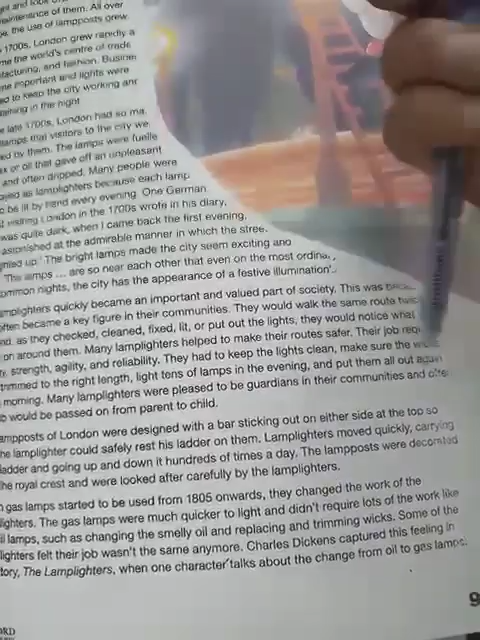 maintenance of them. All over
the use of lampposts grew
1700s, London grew rapidly a
the world's centre of trade
facturing, and fashion. Busine
important and lights were
to keep the city working and
in the night
late 1700s, London had so ma
lamps that visitors to the city we
ed by them. The lamps were fuelle
or oil that gave off an unpleasant
and often dripped. Many people were
as lamplighters because each lamp
o be lit by hand every evening. One German
visiting London in the 1700s wrote in his diary,
was quite dark, when I came back the first evening,
astonished at the admirable manner in which the stree
up.' The bright lamps made the city seem exciting and
'The lamps ... are so near each other that even on the most ordina
ommon nights, the city has the appearance of a festive illumination'.
amplighters quickly became an important and valued part of society. This was
often became a key figure in their communities. They would walk the same route
and, as they checked, cleaned, fixed, lit, or put out the lights, they would notice what
on around them. Many lamplighters helped to make their routes safer. Their job req
strength, agility, and reliability. They had to keep the lights clean, make sure the
trimmed to the right length, light tens of lamps in the evening, and put them all out again
morning. Many lamplighters were pleased to be guardians in their communities and
b would be passed on from parent to child.
ampposts of London were designed with a bar sticking out on either side at the top so
he lamplighter could safely rest his ladder on them. Lamplighters moved quickly, carrying
ladder and going up and down it hundreds of times a day. The lampposts were decorated
he royal crest and were looked after carefully by the lamplighters.
gas lamps started to be used from 1805 onwards, they changed the work of the
lighters. The gas lamps were much quicker to light and didn't require lots of the work like
il lamps, such as changing the smelly oil and replacing and trimming wicks. Some of the
lighters felt their job wasn't the same anymore. Charles Dickens captured this feeling in
tory, The Lamplighters, when one character talks about the change from oil to gas lamps.
9
ORD